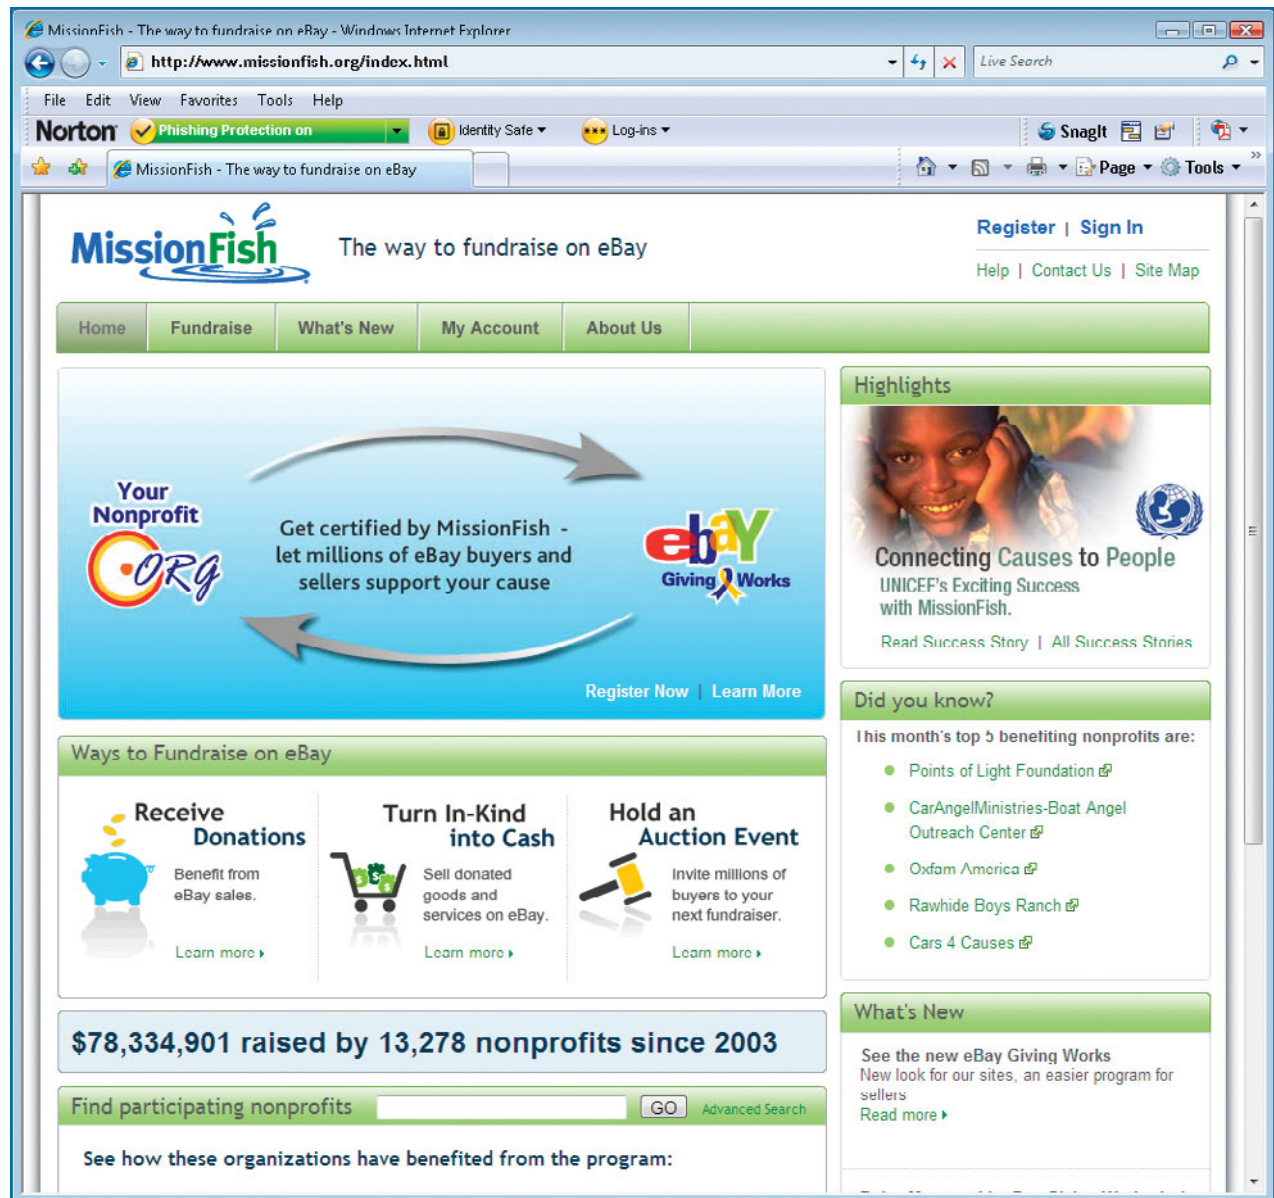 MissionFish - The way to fundraise on eBay - Windows Internet Explorer
http://www.missionfish.org/index.html
Live Search
File Edit View Favorites Tools Help
Norton Phishing Protection on Identity Safe Log-ins SnagIt
MissionFish - The way to fundraise on eBay
Page Tools
MissionFish
The way to fundraise on eBay
Register | Sign In
Help | Contact Us | Site Map
Home Fundraise What's New My Account About Us
Your
Nonprofit
.ORG
Get certified by MissionFish -
let millions of eBay buyers and
sellers support your cause
ebaY
Giving Works
Register Now | Learn More
Highlights
Connecting Causes to People
UNICEF's Exciting Success
with MissionFish.
Read Success Story | All Success Stories
Did you know?
This month's top 5 benefiting nonprofits are:
Points of Light Foundation
CarAngelMinistries-Boat Angel
Outreach Center
Oxfam America
Rawhide Boys Ranch
Cars 4 Causes
Ways to Fundraise on eBay
Receive
Donations
Benefit from
eBay sales.
Learn more
Turn In-Kind
into Cash
Sell donated
goods and
services on eBay.
Learn more
Hold an
Auction Event
Invite millions of
buyers to your
next fundraiser.
Learn more
$78,334,901 raised by 13,278 nonprofits since 2003
Find participating nonprofits GO Advanced Search
See how these organizations have benefited from the program:
What's New
See the new eBay Giving Works
New look for our sites, an easier program for
sellers
Read more